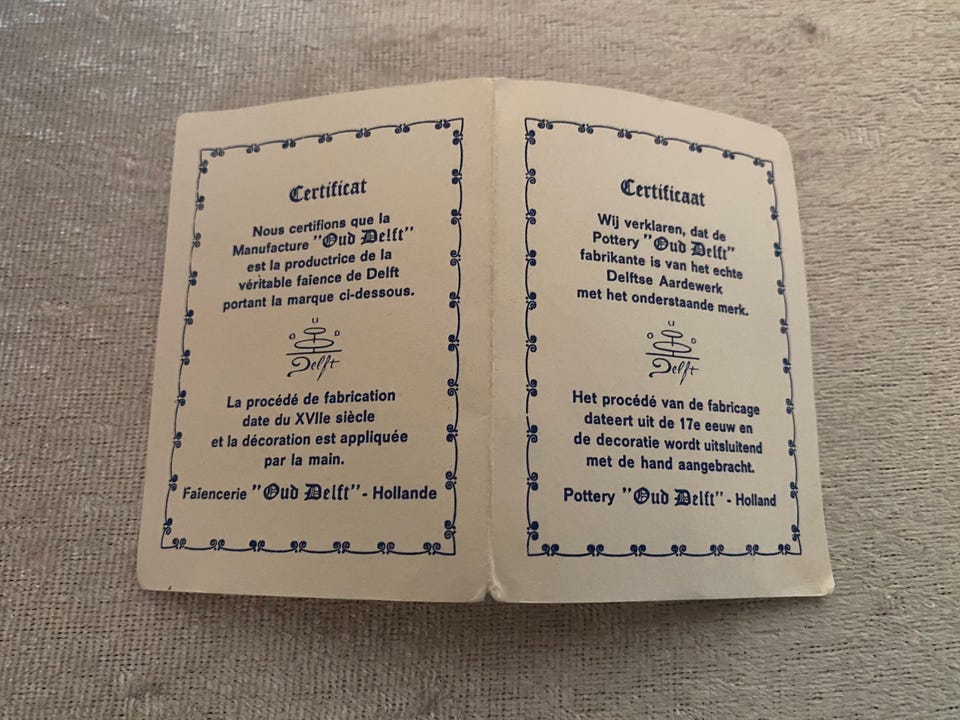 Certificat
Nous certifions que la
Manufacture "Oud Delft"
est la productrice de la
véritable faïence de Delft
portant la marque ci-dessous.
O U D
Delft
La procédé de fabrication
date du XVIIe siècle
et la décoration est appliquée
par la main.
Faïencerie "Oud Delft" - Hollande
Certificaat
Wij verklaren, dat de
Pottery "Oud Delft"
fabrikante is van het echte
Delftse Aardewerk
met het onderstaande merk.
O U D
Delft
Het procédé van de fabricage
dateert uit de 17e eeuw en
de decoratie wordt uitsluitend
met de hand aangebracht.
Pottery "Oud Delft" - Holland